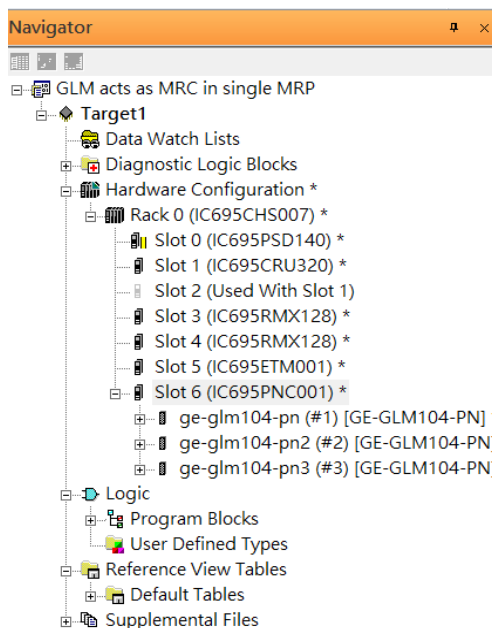 Navigator
GLM acts as MRC in single MRP
Target1
Data Watch Lists
Diagnostic Logic Blocks
Hardware Configuration *
Rack 0 (IC695CHS007) *
Slot 0 (IC695PSD140) *
Slot 1 (IC695CRU320) *
Slot 2 (Used With Slot 1)
Slot 3 (IC695RMX128) *
Slot 4 (IC695RMX128) *
Slot 5 (IC695ETM001) *
Slot 6 (IC695PNC001) *
ge-glm104-pn (#1) [GE-GLM104-PN]
ge-glm104-pn2 (#2) [GE-GLM104-PN]
ge-glm104-pn3 (#3) [GE-GLM104-PN]
Logic
Program Blocks
User Defined Types
Reference View Tables
Default Tables
Supplemental Files